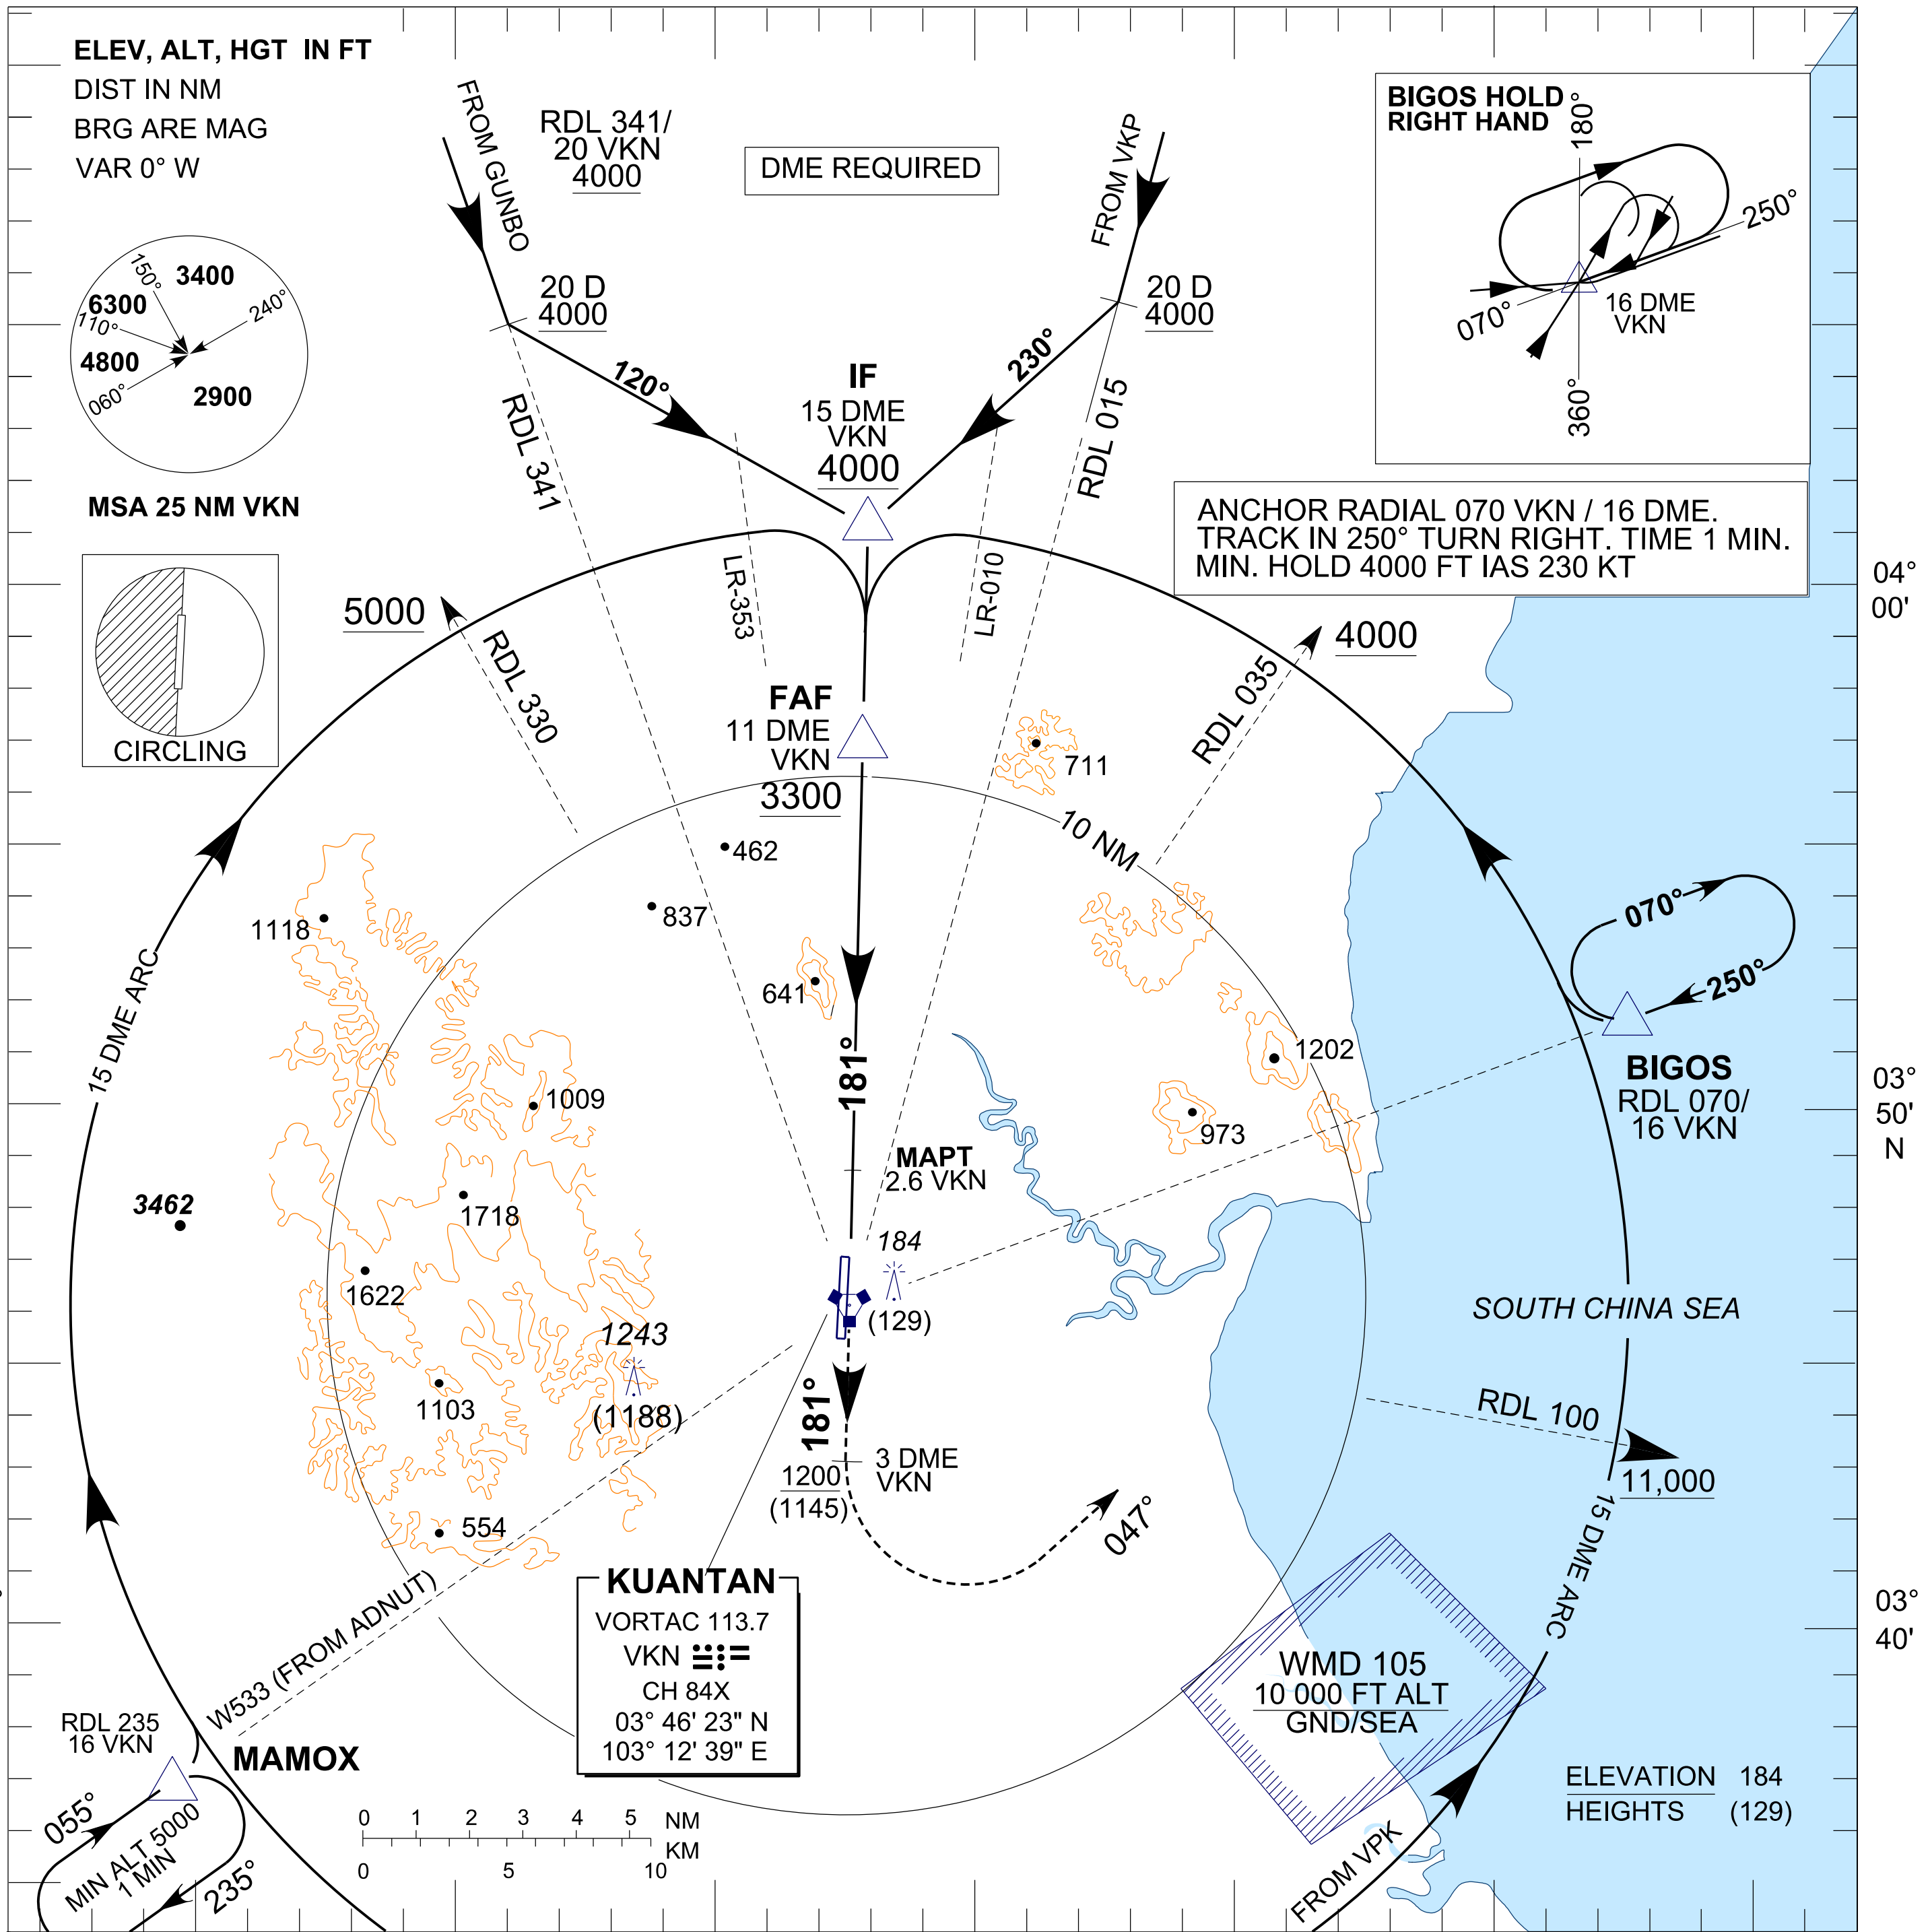 ELEV, ALT, HGT IN FT
DIST IN NM
BRG ARE MAG
VAR 0° W
FROM GUNBO
RDL 341/
20 VKN
4000
DME REQUIRED
FROM VKP
BIGOS HOLD
RIGHT HAND
180°
250°
070°
360°
16 DME
VKN
150°
3400
6300
110°
240°
4800
060°
2900
MSA 25 NM VKN
20 D
4000
20 D
4000
120°
230°
IF
15 DME
VKN
4000
RDL 341
RDL 015
LR-353
LR-010
ANCHOR RADIAL 070 VKN / 16 DME.
TRACK IN 250° TURN RIGHT. TIME 1 MIN.
MIN. HOLD 4000 FT IAS 230 KT
04°
00'
CIRCLING
5000
RDL 330
4000
RDL 035
FAF
11 DME
VKN
3300
711
10 NM
462
837
1118
641
15 DME ARC
070°
250°
181°
1202
BIGOS
RDL 070/
16 VKN
03°
50'
N
1009
973
MAPT
2.6 VKN
3462
1718
184
(129)
1622
SOUTH CHINA SEA
1243
(1188)
1103
181°
RDL 100
11,000
3 DME
VKN
1200
(1145)
047°
554
15 DME ARC
KUANTAN
VORTAC 113.7
VKN
CH 84X
03° 46' 23" N
103° 12' 39" E
W533 (FROM ADNUT)
WMD 105
10 000 FT ALT
GND/SEA
03°
40'
RDL 235
16 VKN
MAMOX
055°
MIN ALT 5000
1 MIN
235°
0 1 2 3 4 5 NM
KM
0 5 10
FROM VPK
ELEVATION 184
HEIGHTS (129)